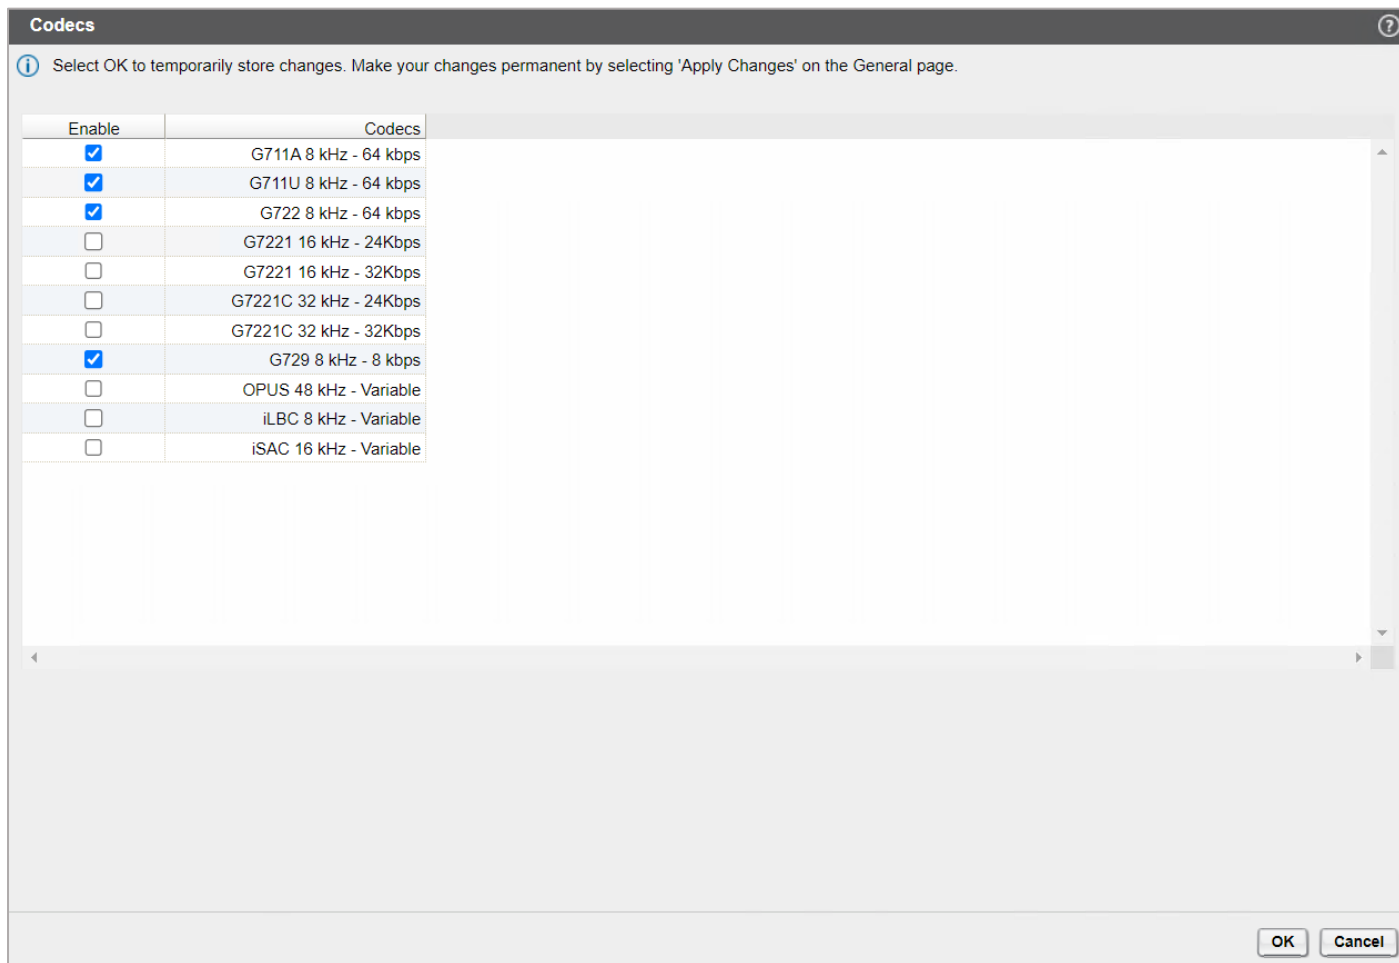 Codecs
Select OK to temporarily store changes. Make your changes permanent by selecting 'Apply Changes' on the General page.
Enable Codecs
G711A 8 kHz - 64 kbps
G711U 8 kHz - 64 kbps
G722 8 kHz - 64 kbps
G7221 16 kHz - 24Kbps
G7221 16 kHz - 32Kbps
G7221C 32 kHz - 24Kbps
G7221C 32 kHz - 32Kbps
G729 8 kHz - 8 kbps
OPUS 48 kHz - Variable
iLBC 8 kHz - Variable
iSAC 16 kHz - Variable
OK Cancel